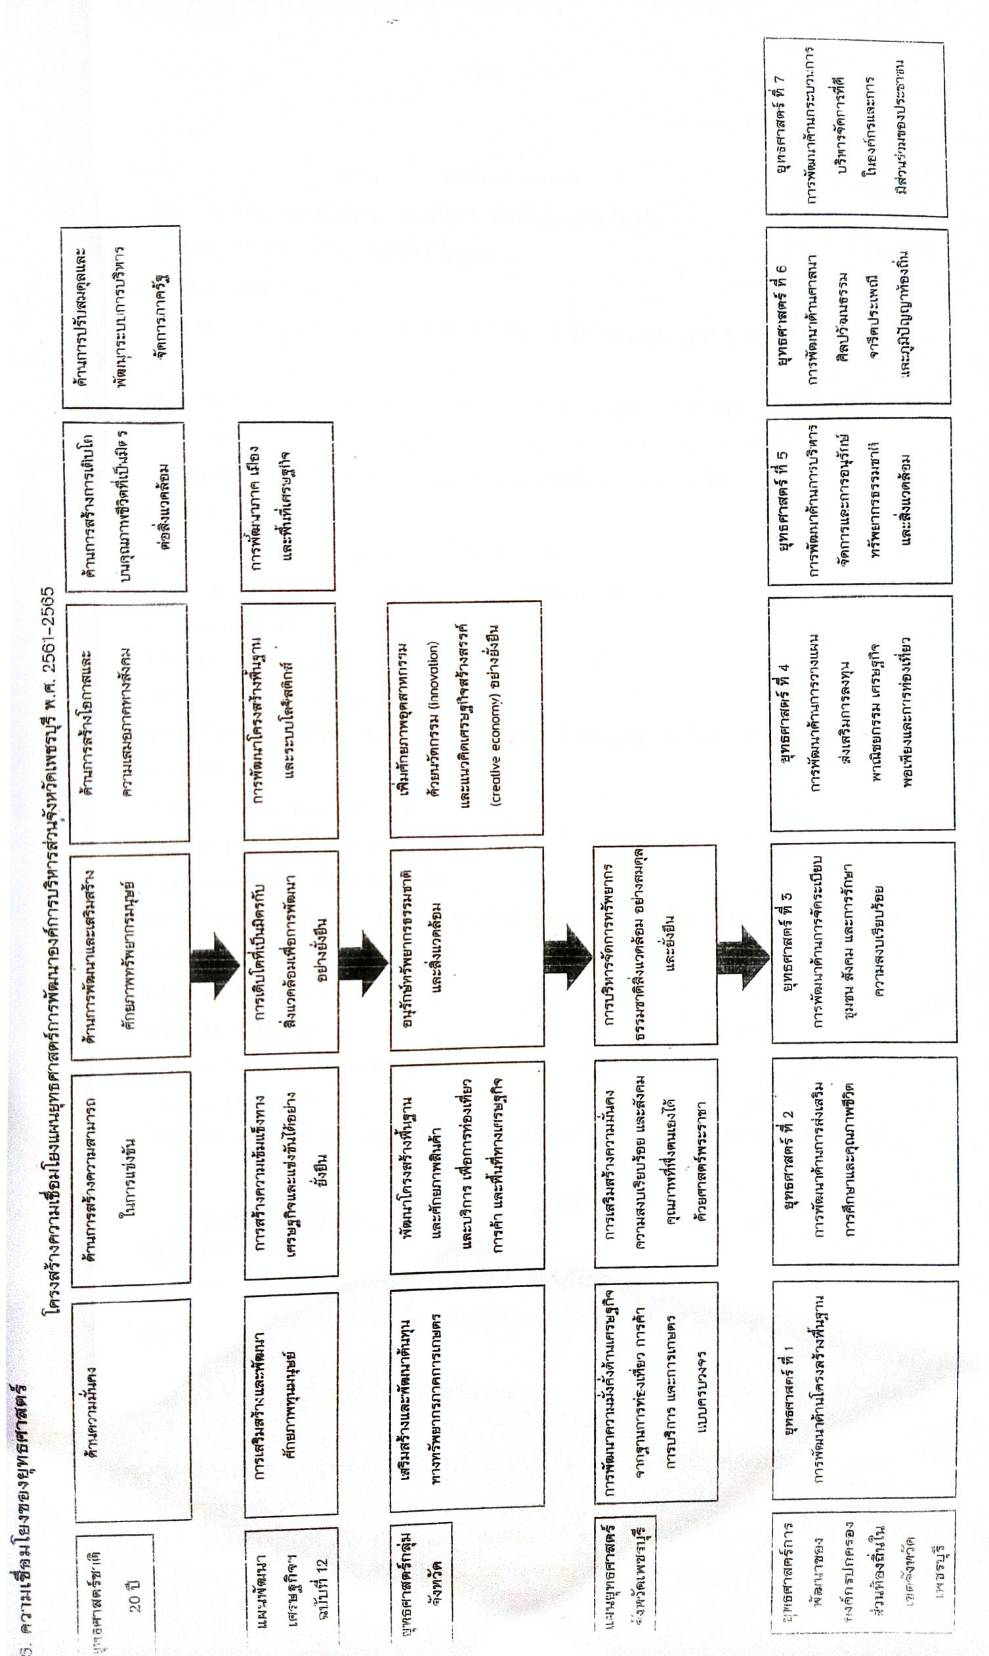 6. ความเชื่อมโยงของยุทธศาสตร์
โครงสร้างความเชื่อมโยงแผนยุทธศาสตร์การพัฒนาองค์การบริหารส่วนจังหวัดเพชรบุรี พ.ศ. 2561-2565
ยุทธศาสตร์ชาติ
20 ปี
ด้านความมั่นคง
ด้านการสร้างความสามารถ
ในการแข่งขัน
ด้านการพัฒนาและเสริมสร้าง
ศักยภาพทรัพยากรมนุษย์
ด้านการสร้างโอกาสและ
ความเสมอภาคทางสังคม
ด้านการสร้างการเติบโต
บนคุณภาพชีวิตที่เป็นมิตร
ต่อสิ่งแวดล้อม
ด้านการปรับสมดุลและ
พัฒนาระบบการบริหาร
จัดการภาครัฐ
แผนพัฒนา
เศรษฐกิจฯ
ฉบับที่ 12
การเสริมสร้างและพัฒนา
ศักยภาพทุนมนุษย์
การสร้างความเข้มแข็งทาง
เศรษฐกิจและแข่งขันได้อย่าง
ยั่งยืน
การเติบโตที่เป็นมิตรกับ
สิ่งแวดล้อมเพื่อการพัฒนา
อย่างยั่งยืน
การพัฒนาโครงสร้างพื้นฐาน
และระบบโลจิสติกส์
การพัฒนาภาค เมือง
และพื้นที่เศรษฐกิจ
ยุทธศาสตร์กลุ่ม
จังหวัด
เสริมสร้างและพัฒนาต้นทุน
ทางทรัพยากรภาคการเกษตร
พัฒนาโครงสร้างพื้นฐาน
และศักยภาพสินค้า
และบริการ เพื่อการท่องเที่ยว
การค้า และพื้นที่ทางเศรษฐกิจ
อนุรักษ์ทรัพยากรธรรมชาติ
และสิ่งแวดล้อม
เพิ่มศักยภาพอุตสาหกรรม
ด้วยนวัตกรรม (innovation)
และแนวคิดเศรษฐกิจสร้างสรรค์
(creative economy) อย่างยั่งยืน
แผนยุทธศาสตร์
จังหวัดเพชรบุรี
การพัฒนาความมั่งคั่งด้านเศรษฐกิจ
จากฐานการท่องเที่ยว การค้า
การบริการ และการเกษตร
แบบครบวงจร
การเสริมสร้างความมั่นคง
ความสงบเรียบร้อย และสังคม
คุณภาพที่พึ่งตนเองได้
ด้วยศาสตร์พระราชา
การบริหารจัดการทรัพยากร
ธรรมชาติสิ่งแวดล้อม อย่างสมดุล
และยั่งยืน
ยุทธศาสตร์การ
พัฒนาของ
องค์กรปกครอง
ส่วนท้องถิ่นใน
เขตจังหวัด
เพชรบุรี
ยุทธศาสตร์ ที่ 1
การพัฒนาด้านโครงสร้างพื้นฐาน
ยุทธศาสตร์ ที่ 2
การพัฒนาด้านการส่งเสริม
การศึกษาและคุณภาพชีวิต
ยุทธศาสตร์ ที่ 3
การพัฒนาด้านการจัดระเบียบ
ชุมชน สังคม และการรักษา
ความสงบเรียบร้อย
ยุทธศาสตร์ ที่ 4
การพัฒนาด้านการวางแผน
ส่งเสริมการลงทุน
พาณิชยกรรม เศรษฐกิจ
พอเพียงและการท่องเที่ยว
ยุทธศาสตร์ ที่ 5
การพัฒนาด้านการบริหาร
จัดการและการอนุรักษ์
ทรัพยากรธรรมชาติ
และสิ่งแวดล้อม
ยุทธศาสตร์ ที่ 6
การพัฒนาด้านศาสนา
ศิลปวัฒนธรรม
จารีตประเพณี
และภูมิปัญญาท้องถิ่น
ยุทธศาสตร์ ที่ 7
การพัฒนาด้านกระบวนการ
บริหารจัดการที่ดี
ในองค์กรและการ
มีส่วนร่วมของประชาชน